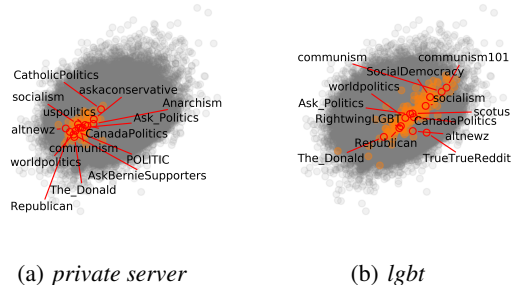 CatholicPolitics
askaconservative
socialism
Anarchism
uspolitics
Ask_Politics
altnewz
CanadaPolitics
communism
worldpolitics
POLITIC
AskBernieSupporters
The_Donald
Republican
(a) private server
communism
communism101
SocialDemocracy
worldpolitics
socialism
Ask_Politics
scotus
RightwingLGBT
CanadaPolitics
altnewz
Republican
The_Donald
TrueTrueReddit
(b) lgbt